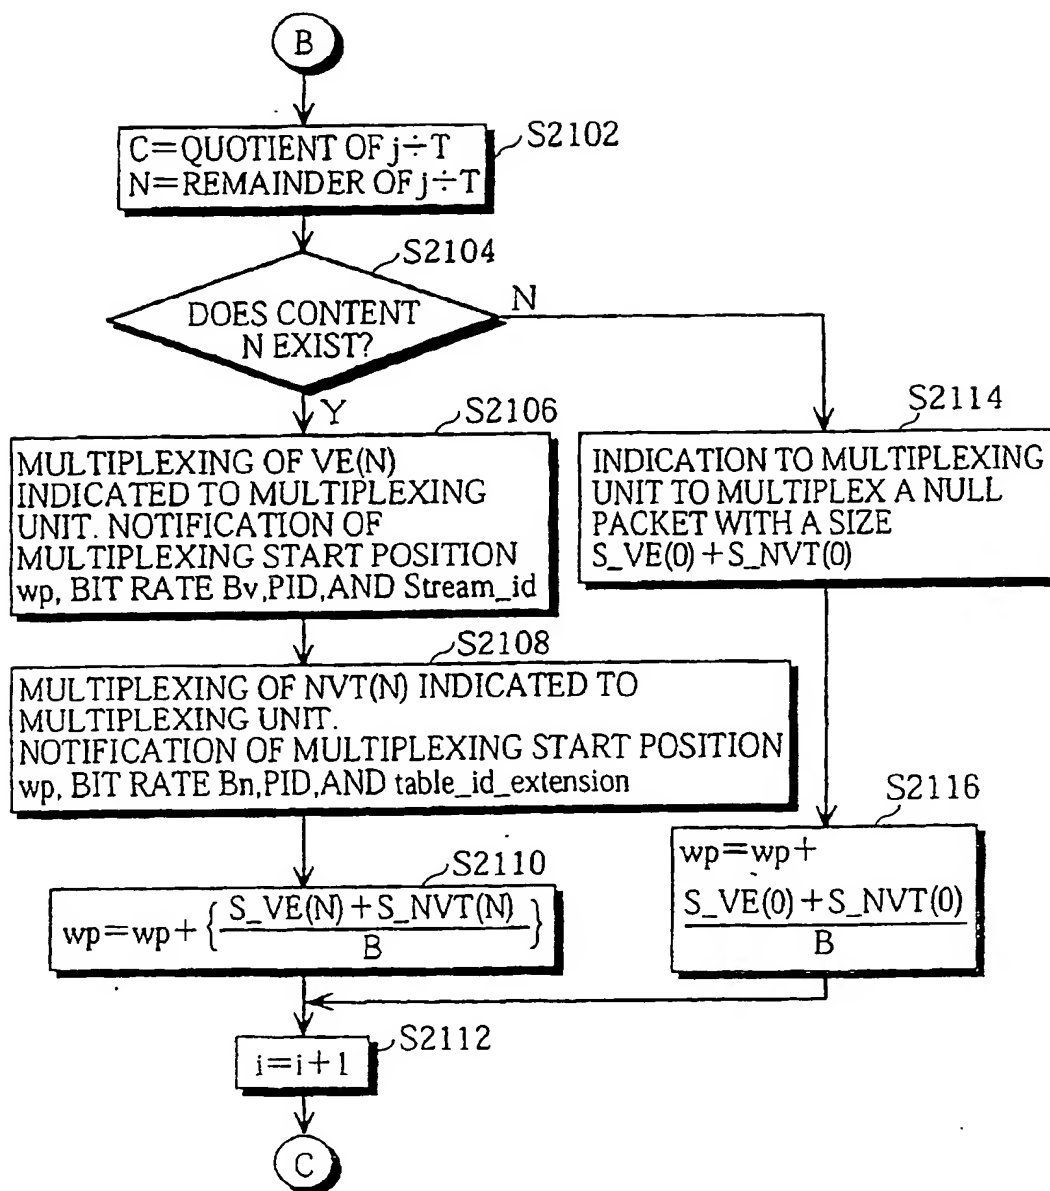 B
C=QUOTIENT OF j÷T
N=REMAINDER OF j÷T
S2102
S2104
DOES CONTENT
N EXIST?
N
Y
S2106
MULTIPLEXING OF VE(N)
INDICATED TO MULTIPLEXING
UNIT. NOTIFICATION OF
MULTIPLEXING START POSITION
wp, BIT RATE Bv,PID,AND Stream_id
S2114
INDICATION TO MULTIPLEXING
UNIT TO MULTIPLEX A NULL
PACKET WITH A SIZE
S_VE(0)+S_NVT(0)
S2108
MULTIPLEXING OF NVT(N) INDICATED TO
MULTIPLEXING UNIT.
NOTIFICATION OF MULTIPLEXING START POSITION
wp, BIT RATE Bn,PID,AND table_id_extension
S2110
wp=wp+{S_VE(N)+S_NVT(N)
B}
S2116
wp=wp+
S_VE(0)+S_NVT(0)
B
S2112
i=i+1
C